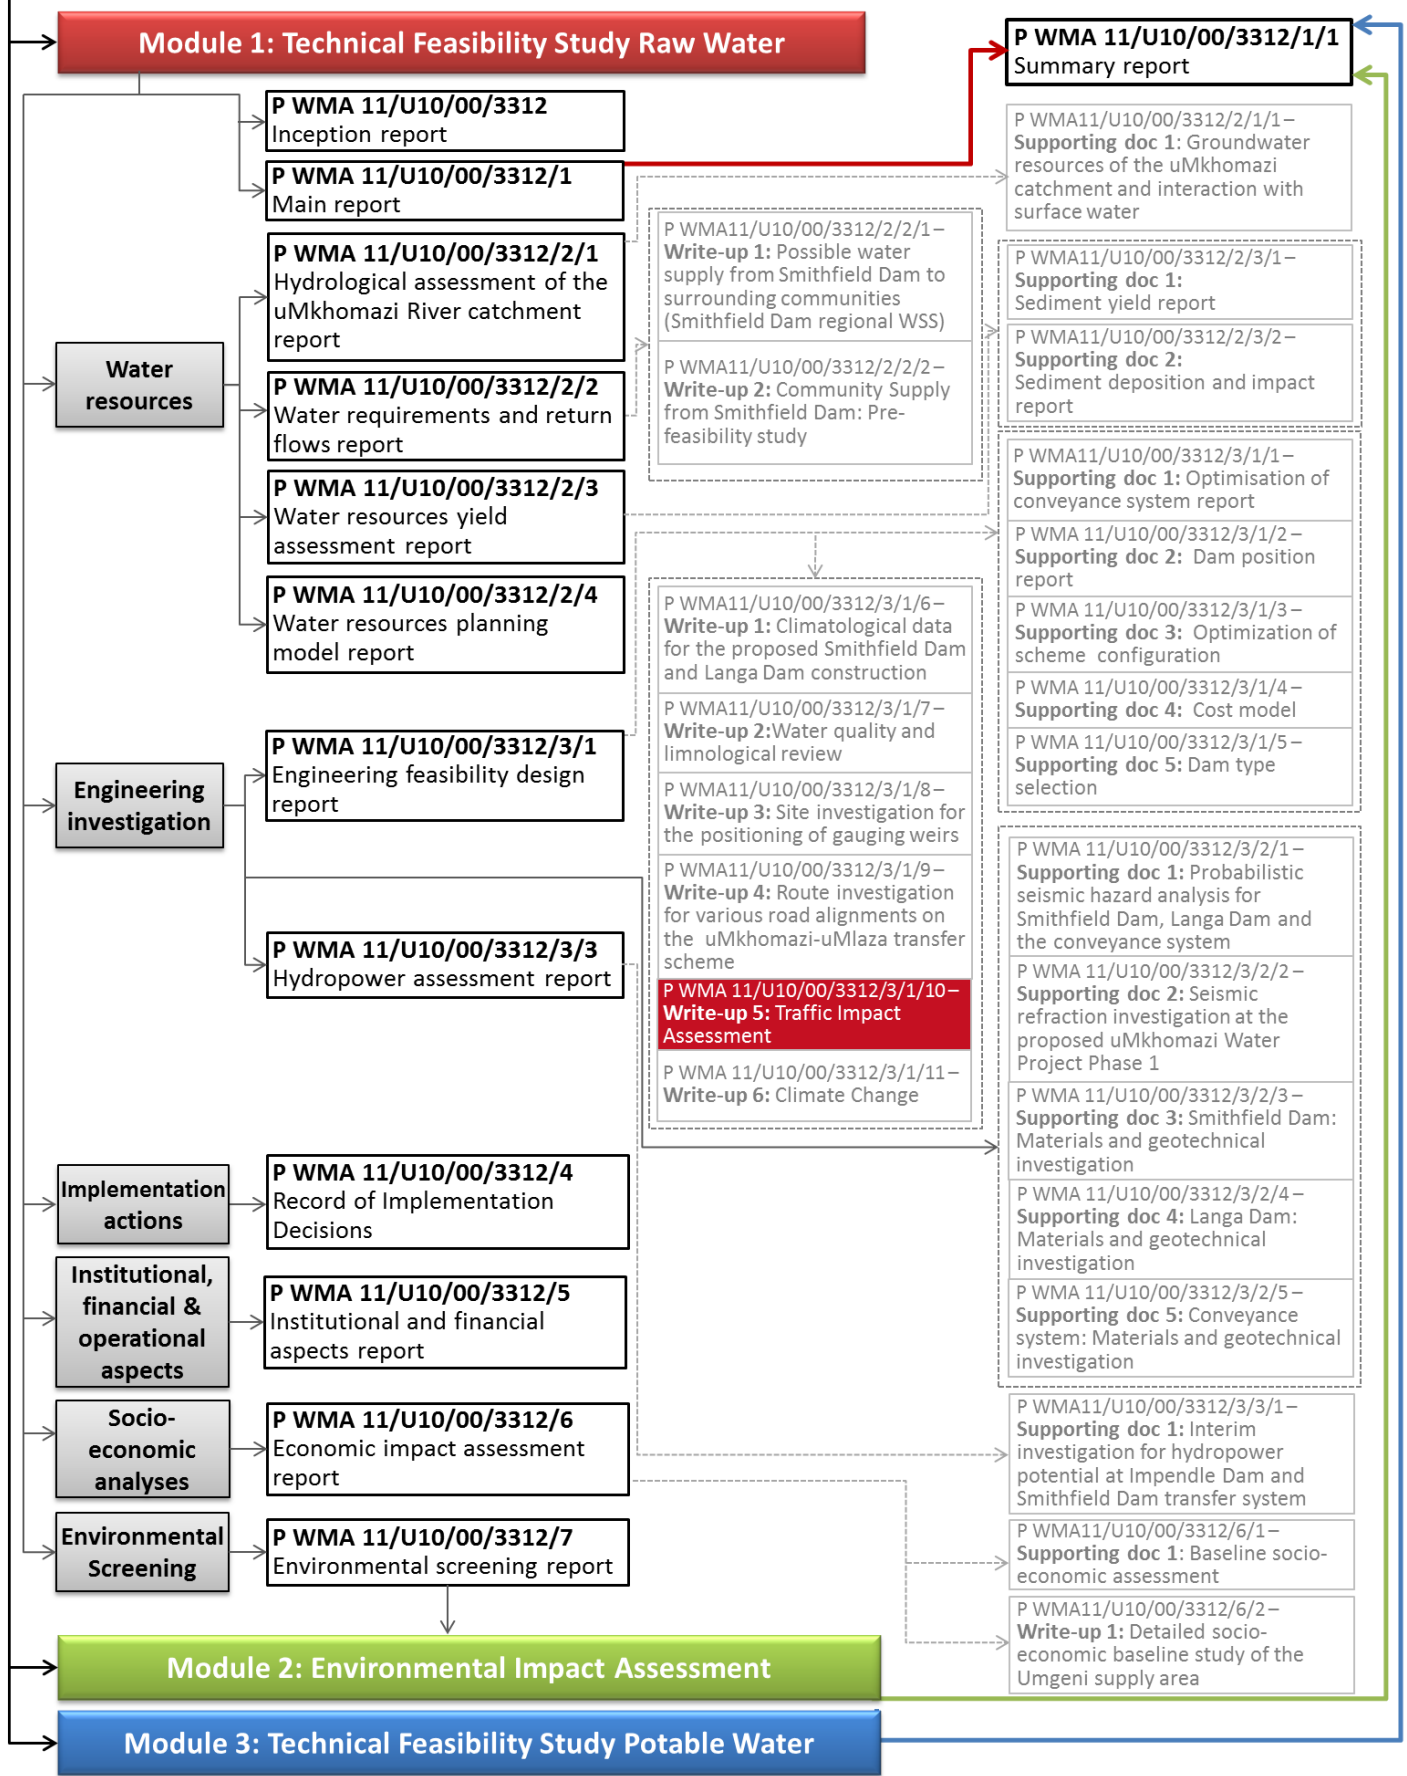 Module 1: Technical Feasibility Study Raw Water
P WMA 11/U10/00/3312/1/1
Summary report
P WMA 11/U10/00/3312
Inception report
P WMA 11/U10/00/3312/1
Main report
Water
resources
P WMA 11/U10/00/3312/2/1
Hydrological assessment of the
uMkhomazi River catchment
report
P WMA 11/U10/00/3312/2/2
Water requirements and return
flows report
P WMA 11/U10/00/3312/2/3
Water resources yield
assessment report
P WMA 11/U10/00/3312/2/4
Water resources planning
model report
P WMA11/U10/00/3312/2/2/1–
Write-up 1: Possible water
supply from Smithfield Dam to
surrounding communities
(Smithfield Dam regional WSS)
P WMA11/U10/00/3312/2/2/2–
Write-up 2: Community Supply
from Smithfield Dam: Pre-
feasibility study
P WMA11/U10/00/3312/2/1/1–
Supporting doc 1: Groundwater
resources of the uMkhomazi
catchment and interaction with
surface water
P WMA11/U10/00/3312/2/3/1–
Supporting doc 1:
Sediment yield report
P WMA11/U10/00/3312/2/3/2–
Supporting doc 2:
Sediment deposition and impact
report
Engineering
investigation
P WMA 11/U10/00/3312/3/1
Engineering feasibility design
report
P WMA 11/U10/00/3312/3/3
Hydropower assessment report
P WMA11/U10/00/3312/3/1/6–
Write-up 1: Climatological data
for the proposed Smithfield Dam
and Langa Dam construction
P WMA11/U10/00/3312/3/1/7–
Write-up 2:Water quality and
limnological review
P WMA11/U10/00/3312/3/1/8–
Write-up 3: Site investigation for
the positioning of gauging weirs
P WMA11/U10/00/3312/3/1/9–
Write-up 4: Route investigation
for various road alignments on
the uMkhomazi-uMlaza transfer
scheme
P WMA 11/U10/00/3312/3/1/10–
Write-up 5: Traffic Impact
Assessment
P WMA 11/U10/00/3312/3/1/11–
Write-up 6: Climate Change
P WMA11/U10/00/3312/3/1/1–
Supporting doc 1: Optimisation of
conveyance system report
P WMA 11/U10/00/3312/3/1/2–
Supporting doc 2: Dam position
report
P WMA 11/U10/00/3312/3/1/3–
Supporting doc 3: Optimization of
scheme configuration
P WMA 11/U10/00/3312/3/1/4–
Supporting doc 4: Cost model
P WMA 11/U10/00/3312/3/1/5–
Supporting doc 5: Dam type
selection
P WMA 11/U10/00/3312/3/2/1–
Supporting doc 1: Probabilistic
seismic hazard analysis for
Smithfield Dam, Langa Dam and
the conveyance system
P WMA 11/U10/00/3312/3/2/2–
Supporting doc 2: Seismic
refraction investigation at the
proposed uMkhomazi Water
Project Phase 1
P WMA 11/U10/00/3312/3/2/3–
Supporting doc 3: Smithfield Dam:
Materials and geotechnical
investigation
P WMA 11/U10/00/3312/3/2/4–
Supporting doc 4: Langa Dam:
Materials and geotechnical
investigation
P WMA 11/U10/00/3312/3/2/5–
Supporting doc 5: Conveyance
system: Materials and geotechnical
investigation
Implementation
actions
P WMA 11/U10/00/3312/4
Record of Implementation
Decisions
Institutional,
financial &
operational
aspects
P WMA 11/U10/00/3312/5
Institutional and financial
aspects report
Socio-
economic
analyses
P WMA 11/U10/00/3312/6
Economic impact assessment
report
Environmental
Screening
P WMA 11/U10/00/3312/7
Environmental screening report
P WMA11/U10/00/3312/3/3/1–
Supporting doc 1: Interim
investigation for hydropower
potential at Impendle Dam and
Smithfield Dam transfer system
P WMA11/U10/00/3312/6/1–
Supporting doc 1: Baseline socio-
economic assessment
P WMA11/U10/00/3312/6/2–
Write-up 1: Detailed socio-
economic baseline study of the
Umgeni supply area
Module 2: Environmental Impact Assessment
Module 3: Technical Feasibility Study Potable Water